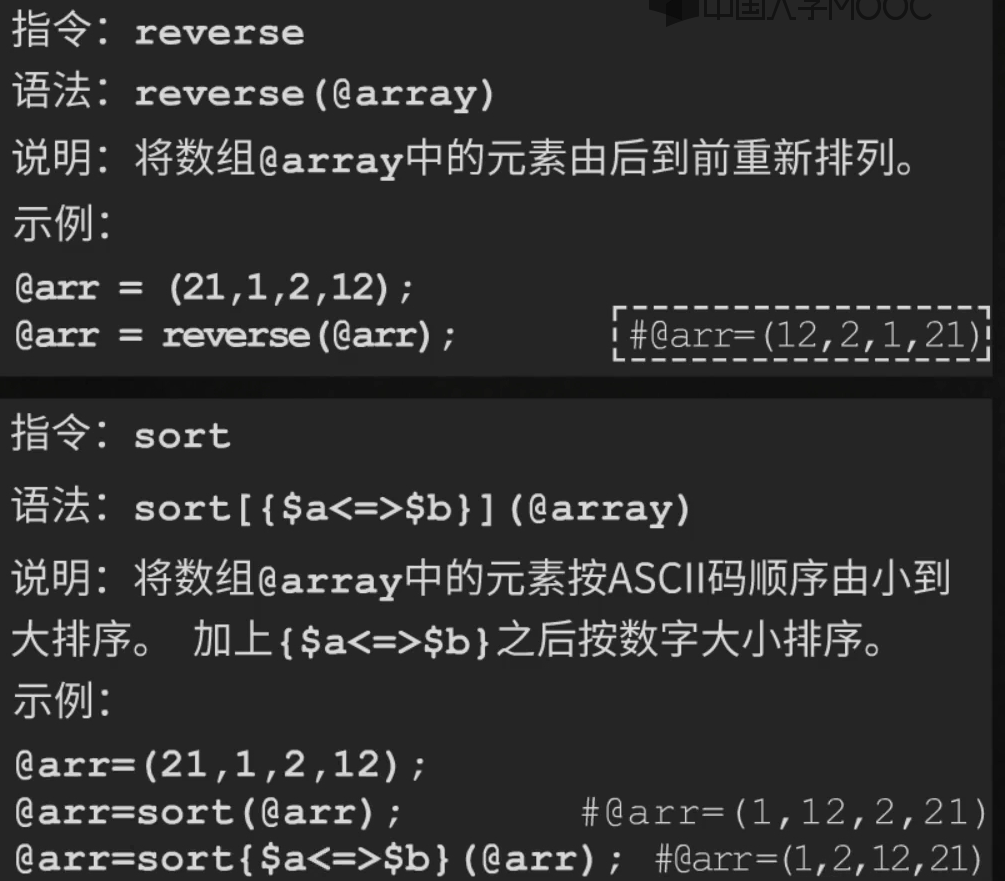 中国大学MOOC
指令：reverse
语法：reverse(@array)
说明：将数组@array中的元素由后到前重新排列。
示例：
@arr = (21,1,2,12);
@arr = reverse(@arr); #@arr=(12,2,1,21)
指令：sort
语法：sort[{$a<=>$b}](@array)
说明：将数组@array中的元素按ASCII码顺序由小到
大排序。 加上{$a<=>$b}之后按数字大小排序。
示例：
@arr=(21,1,2,12);
@arr=sort(@arr); #@arr=(1,12,2,21)
@arr=sort{$a<=>$b}(@arr); #@arr=(1,2,12,21)